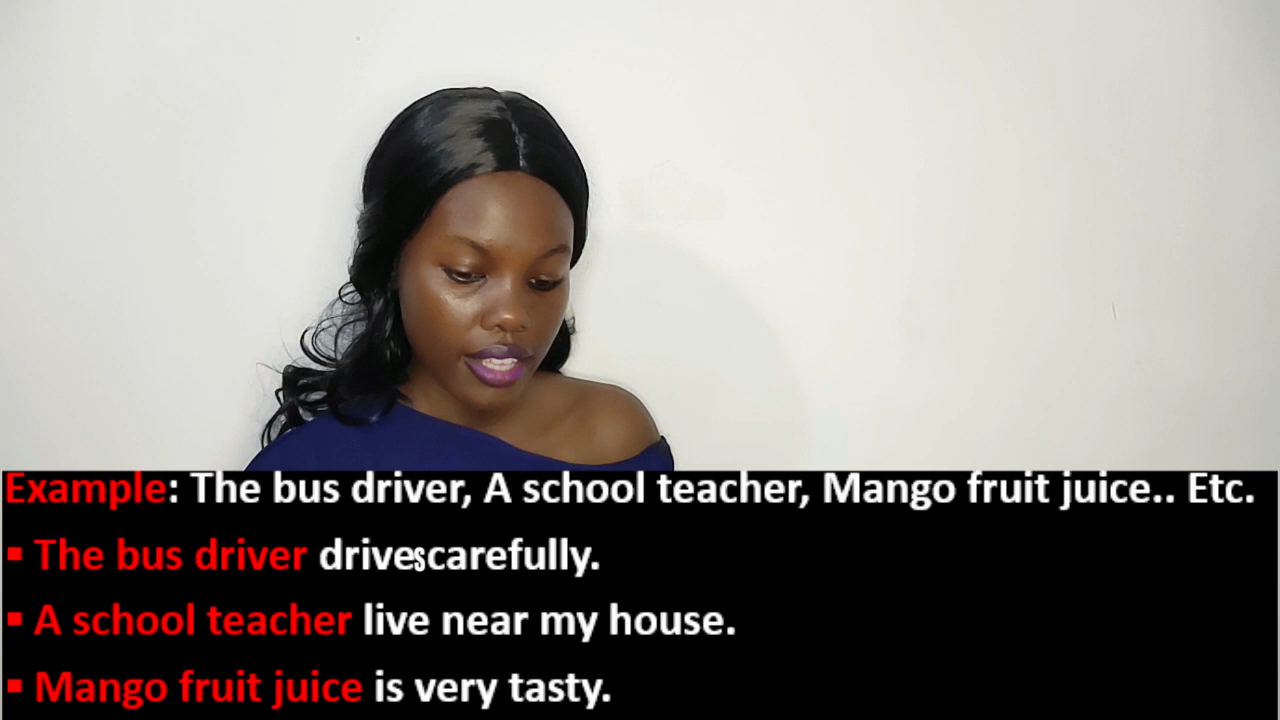 Example: The bus driver, A school teacher, Mango fruit juice.. Etc.
▪ The bus driver drivescarefully.
▪ A school teacher live near my house.
▪ Mango fruit juice is very tasty.